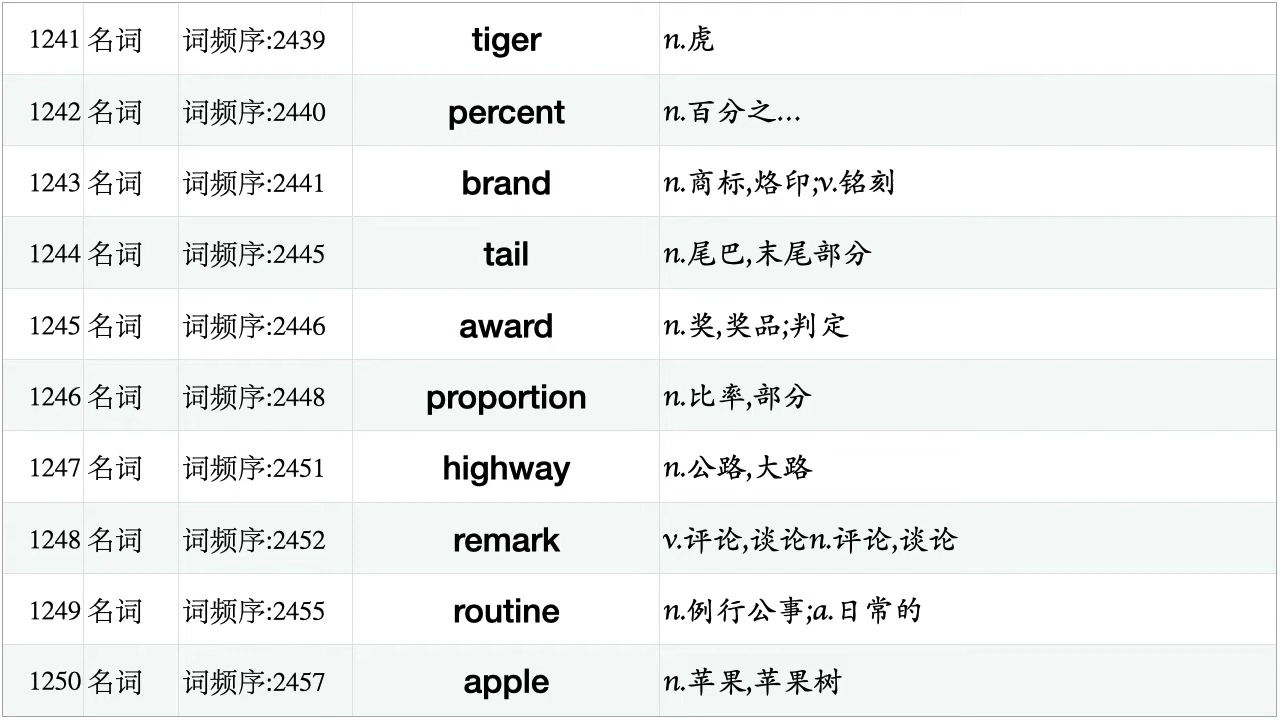 1241 名词 词频序:2439 tiger n.虎
1242 名词 词频序:2440 percent n.百分之…
1243 名词 词频序:2441 brand n.商标,烙印;v.铭刻
1244 名词 词频序:2445 tail n.尾巴,末尾部分
1245 名词 词频序:2446 award n.奖,奖品;判定
1246 名词 词频序:2448 proportion n.比率,部分
1247 名词 词频序:2451 highway n.公路,大路
1248 名词 词频序:2452 remark v.评论,谈论n.评论,谈论
1249 名词 词频序:2455 routine n.例行公事;a.日常的
1250 名词 词频序:2457 apple n.苹果,苹果树